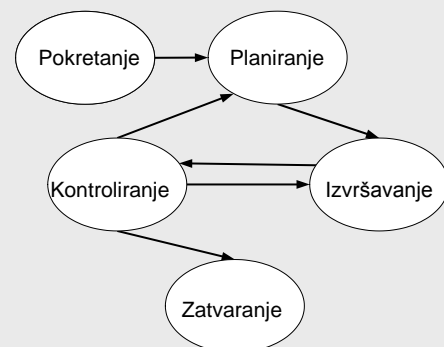 Pokretanje
Planiranje
Kontroliranje
Izvršavanje
Zatvaranje